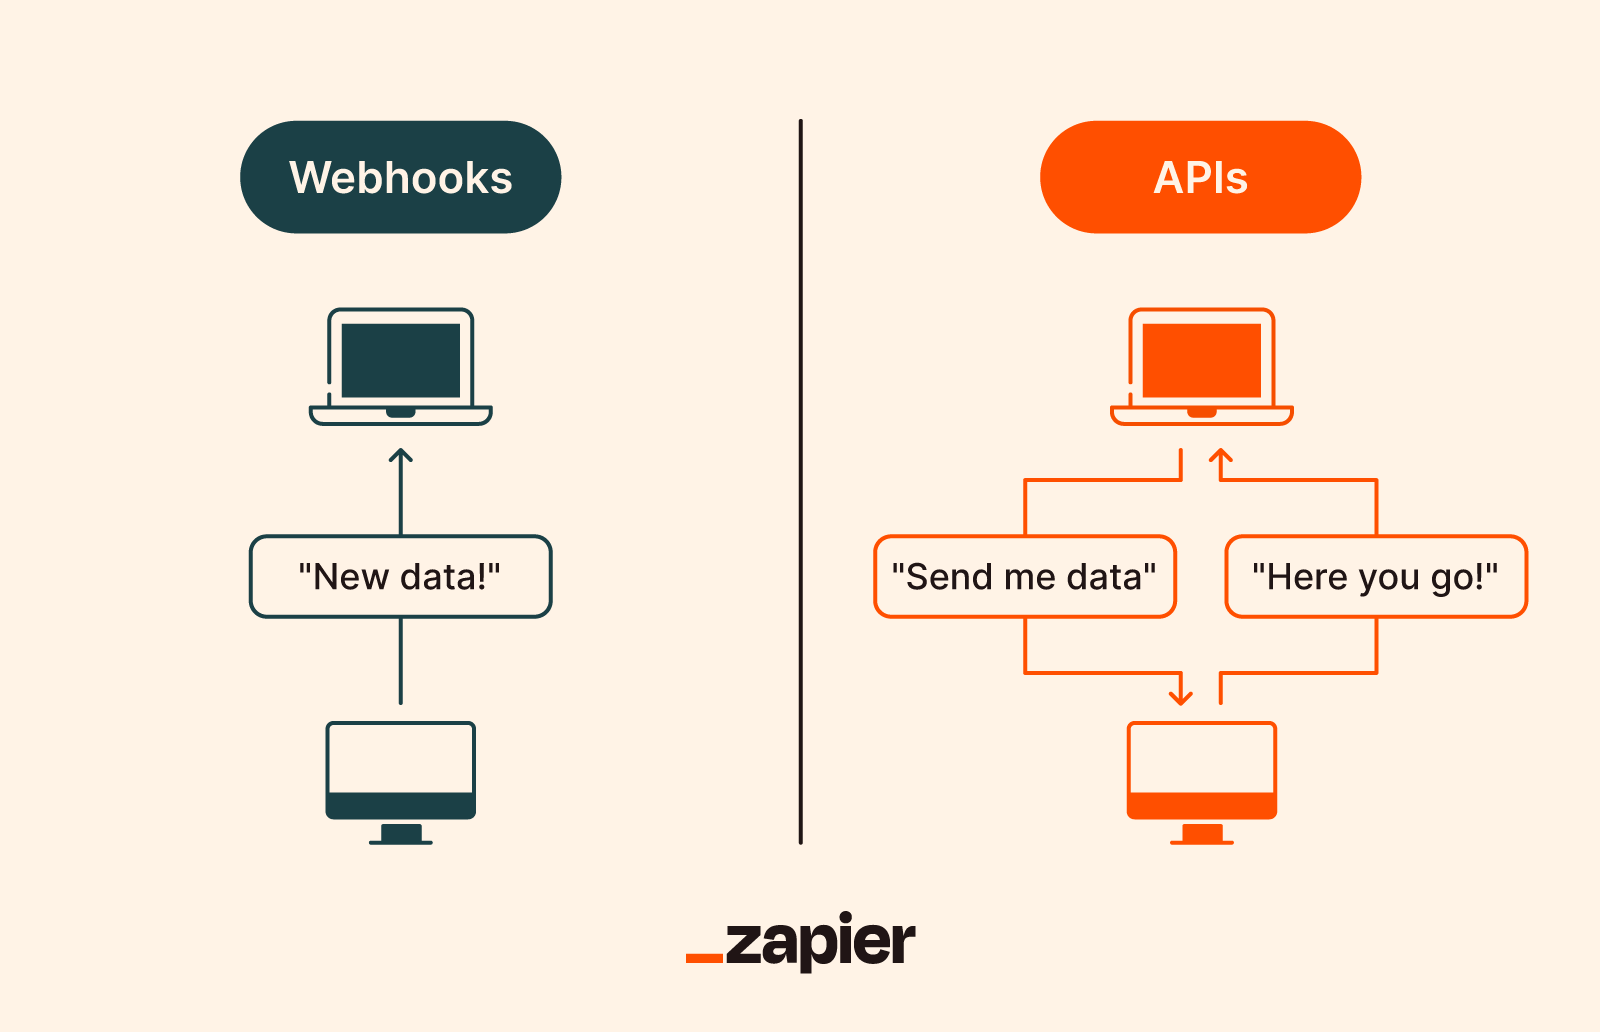 Webhooks
APIs
"New data!"
"Send me data"
"Here you go!"
_zapier